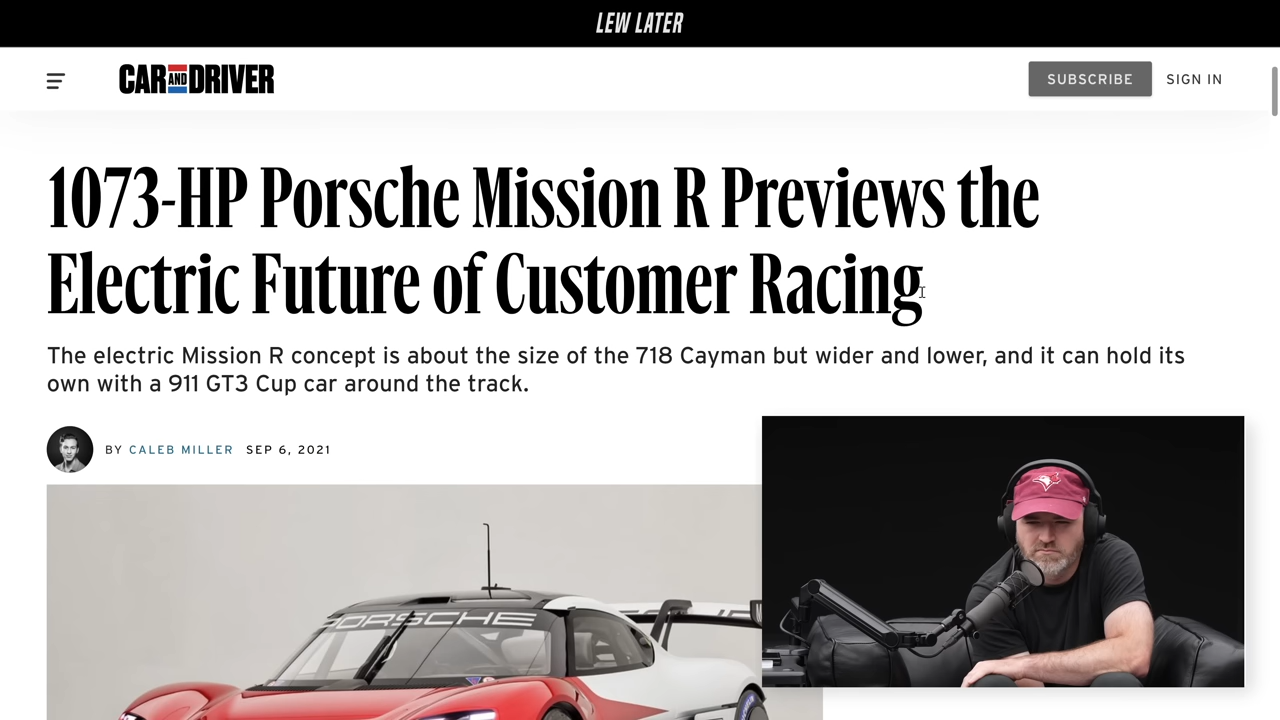 LEW LATER
CAR AND DRIVER
SUBSCRIBE
SIGN IN
1073-HP Porsche Mission R Previews the
Electric Future of Customer Racing
The electric Mission R concept is about the size of the 718 Cayman but wider and lower, and it can hold its
own with a 911 GT3 Cup car around the track.
BY CALEB MILLER SEP 6, 2021
PORSCHE